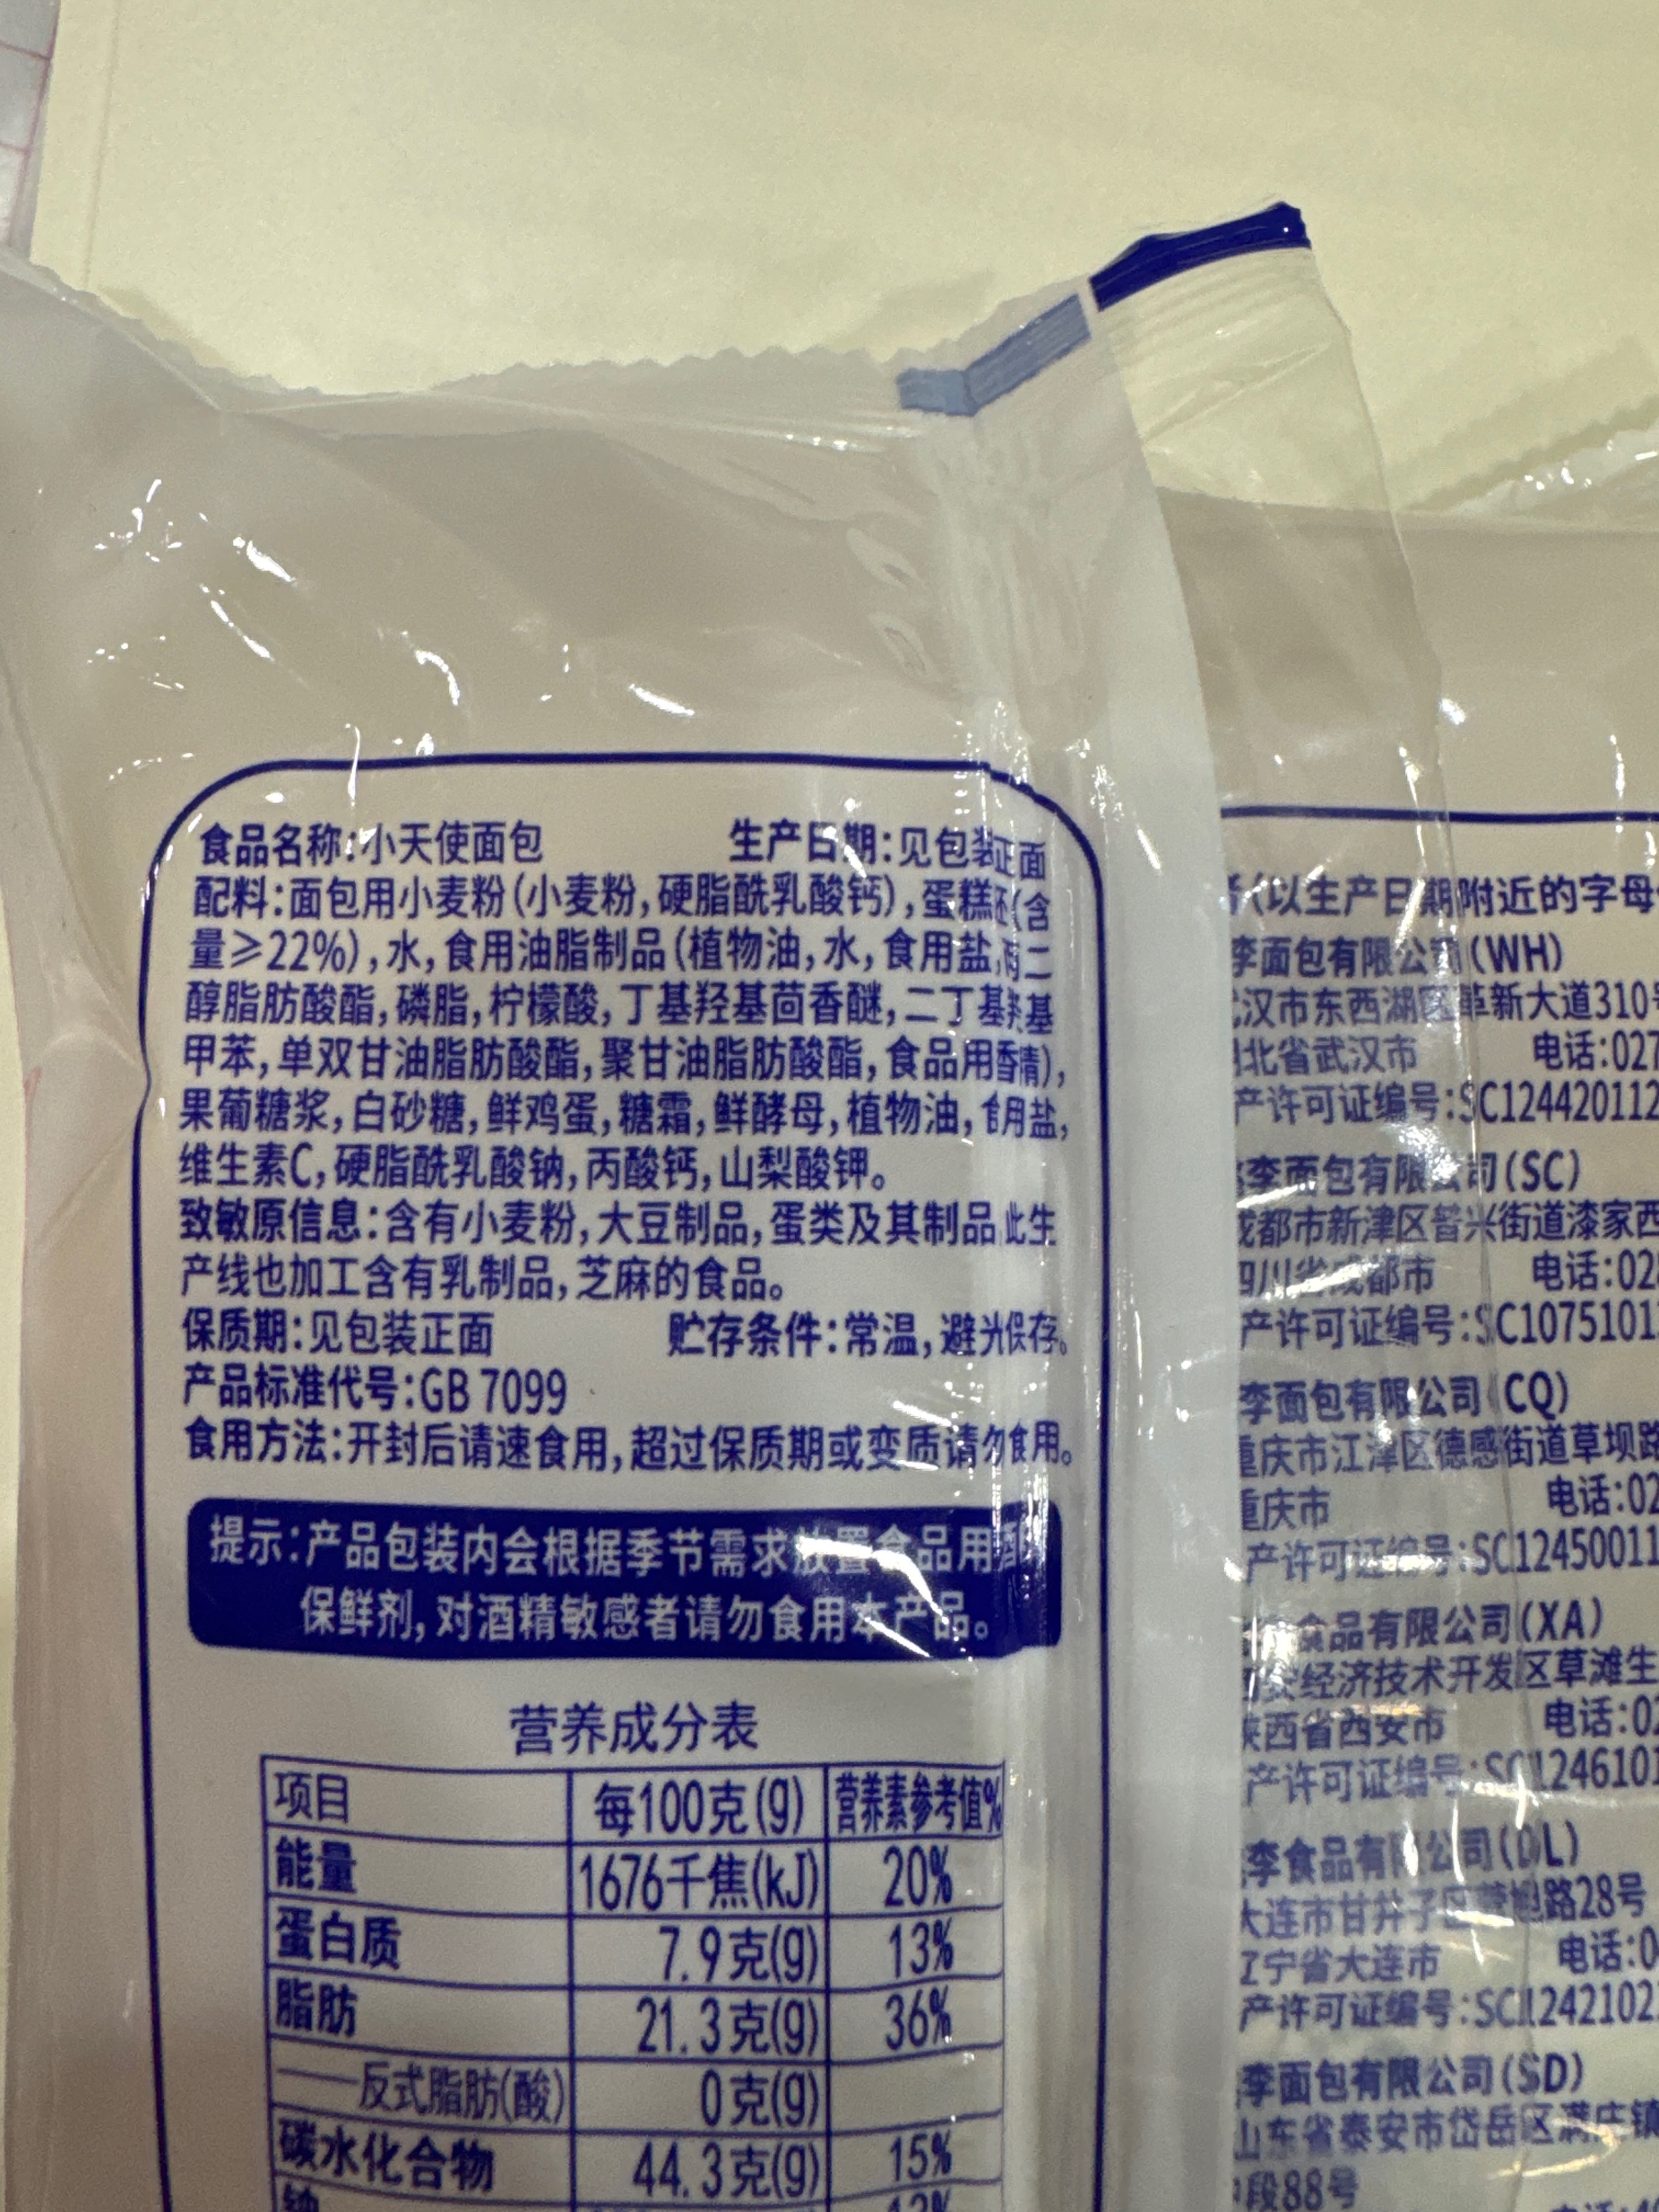 食品名称:小天使面包 生产日期:见包装正面
配料:面包用小麦粉(小麦粉,硬脂酰乳酸钙),蛋糕胚(含
量≥22%),水,食用油脂制品(植物油,水,食用盐,丙二
醇脂肪酸酯,磷脂,柠檬酸,丁基羟基茴香醚,二丁基羟基
甲苯,单双甘油脂肪酸酯,聚甘油脂肪酸酯,食品用香精),
果葡糖浆,白砂糖,鲜鸡蛋,糖霜,鲜酵母,植物油,食用盐,
维生素C,硬脂酰乳酸钠,丙酸钙,山梨酸钾。
致敏原信息:含有小麦粉,大豆制品,蛋类及其制品,此生
产线也加工含有乳制品,芝麻的食品。
保质期:见包装正面 贮存条件:常温,避光保存。
产品标准代号:GB 7099
食用方法:开封后请速食用,超过保质期或变质请勿食用。
提示:产品包装内会根据季节需求放置食品用
保鲜剂,对酒精敏感者请勿食用本产品。
营养成分表
项目 每100克(g) 营养素参考值%
能量 1676千焦(kJ) 20%
蛋白质 7.9克(g) 13%
脂肪 21.3克(g) 36%
——反式脂肪(酸) 0克(g)
碳水化合物 44.3克(g) 15%
钠
(以生产日期附近的字母
李面包有限公司(WH)
汉市东西湖区革新大道310号
北省武汉市 电话:027
产许可证编号:SC124420112
李面包有限公司(SC)
成都市新津区普兴街道漆家西
四川省成都市 电话:028
产许可证编号:SC1075101
李面包有限公司(CQ)
重庆市江津区德感街道草坝路
重庆市 电话:02
产许可证编号:SC12450011
食品有限公司(XA)
经济技术开发区草滩生
陕西省西安市 电话:02
产许可证编号:SC1246101
李食品有限公司(DL)
大连市甘井子区 路28号
辽宁省大连市 电话:0
产许可证编号:SC1242102
李面包有限公司(SD)
山东省泰安市岱岳区满庄镇
段88号